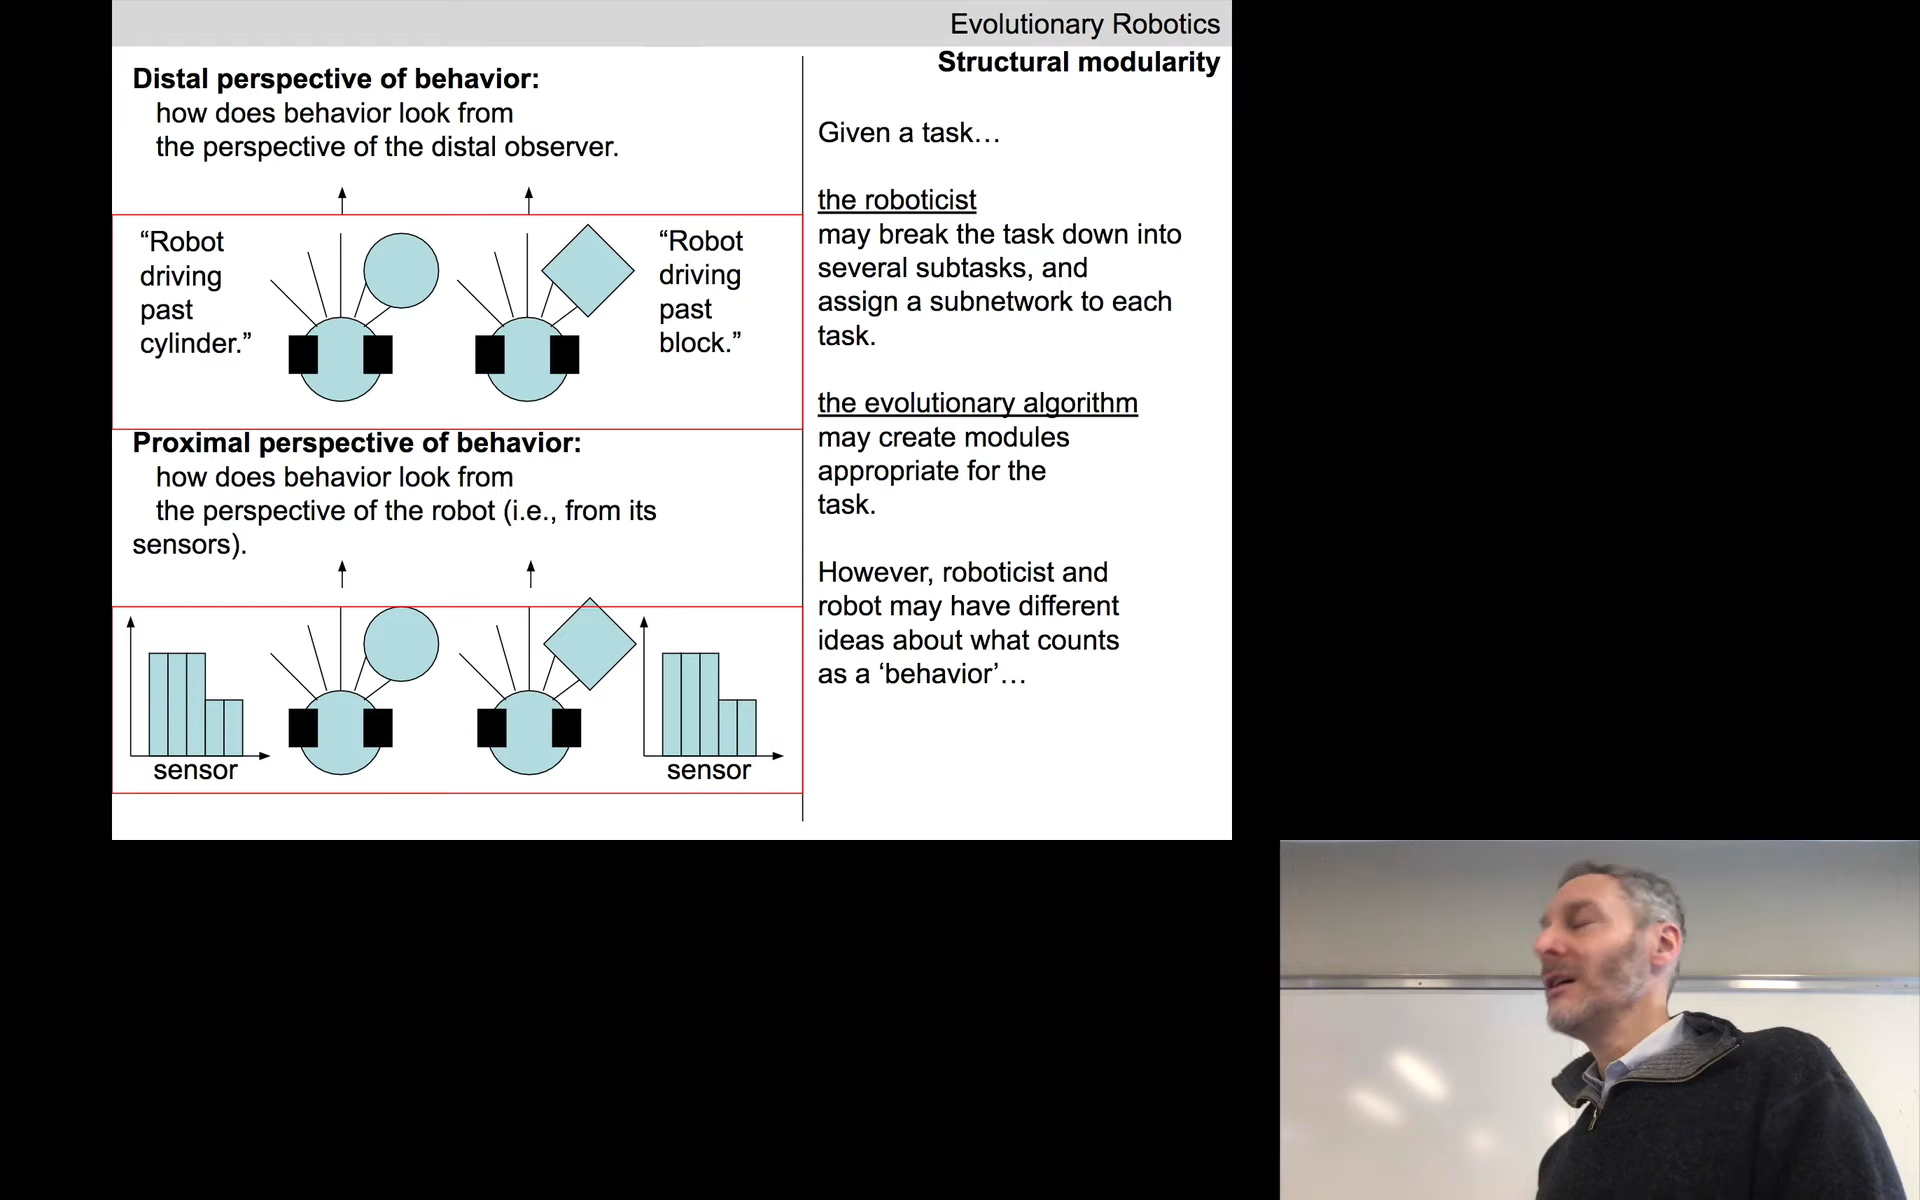 Evolutionary Robotics
Structural modularity
Distal perspective of behavior:
how does behavior look from
the perspective of the distal observer.
“Robot
driving
past
cylinder.”
“Robot
driving
past
block.”
Proximal perspective of behavior:
how does behavior look from
the perspective of the robot (i.e., from its
sensors).
sensor
sensor
Given a task…
the roboticist
may break the task down into
several subtasks, and
assign a subnetwork to each
task.
the evolutionary algorithm
may create modules
appropriate for the
task.
However, roboticist and
robot may have different
ideas about what counts
as a ‘behavior’…